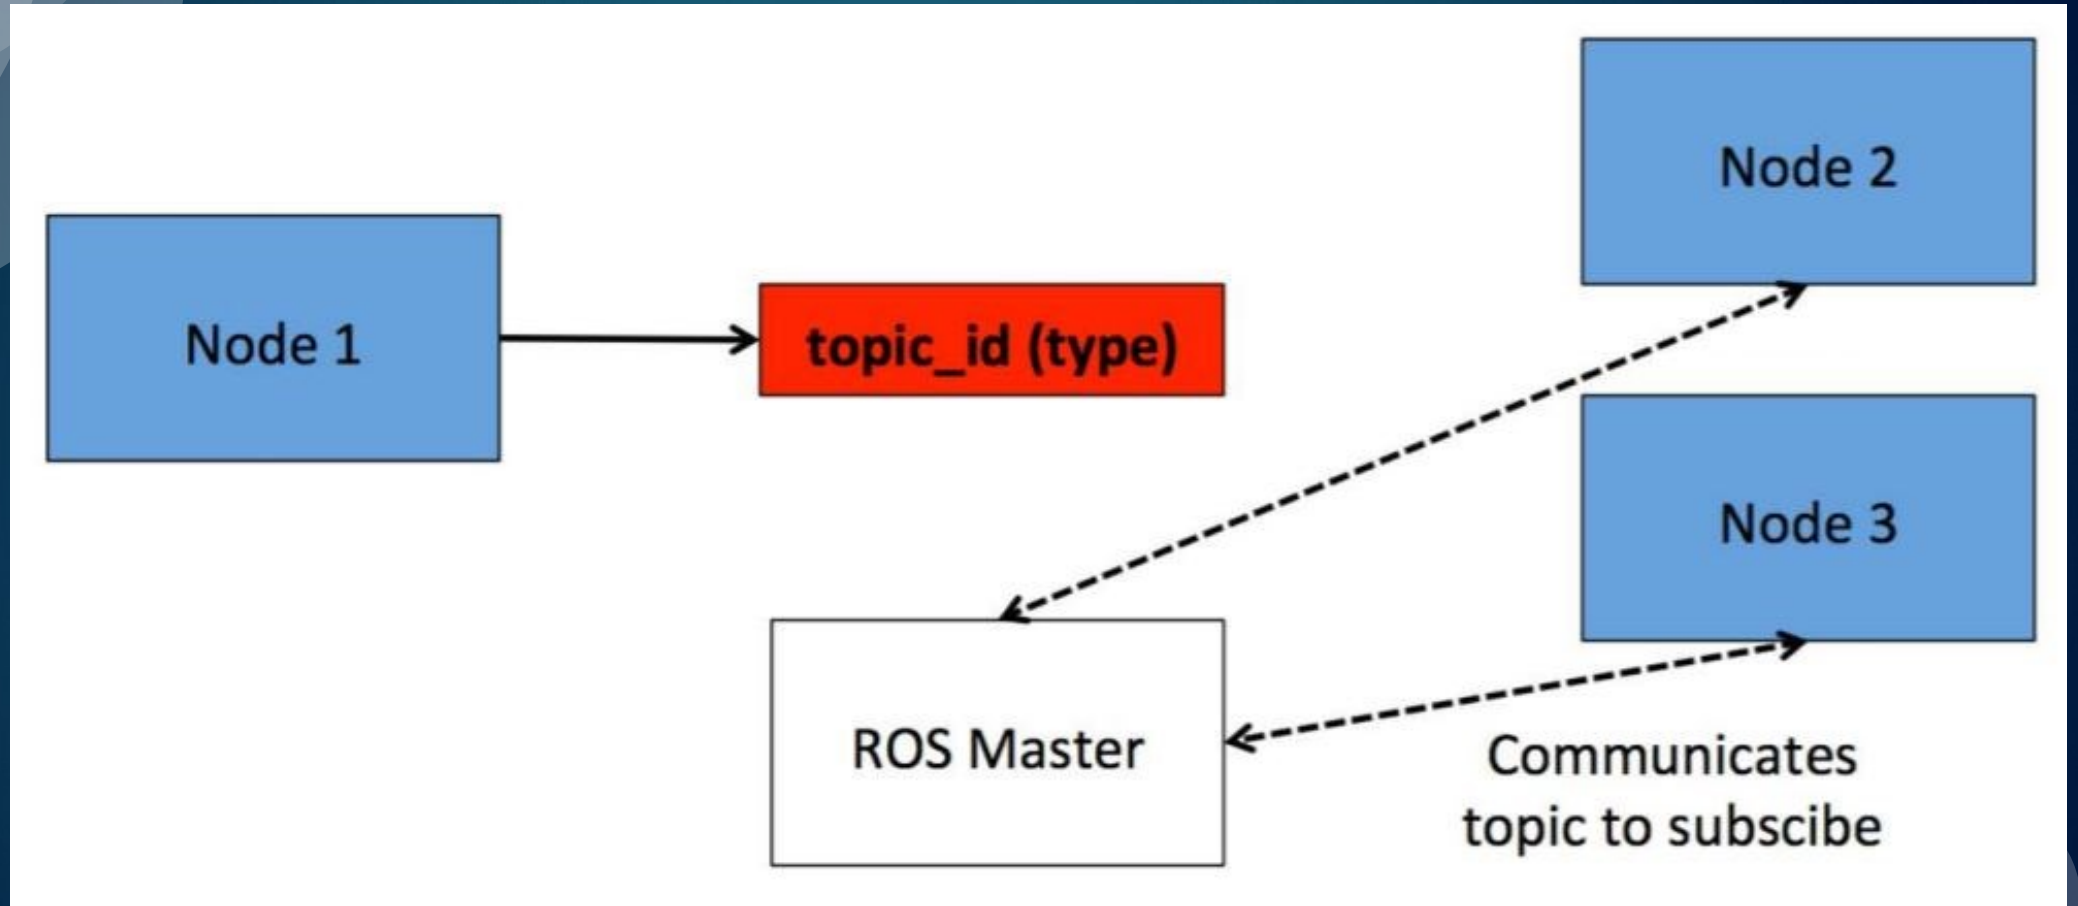 Node 2
Node 1
topic_id (type)
Node 3
ROS Master
Communicates
topic to subscibe